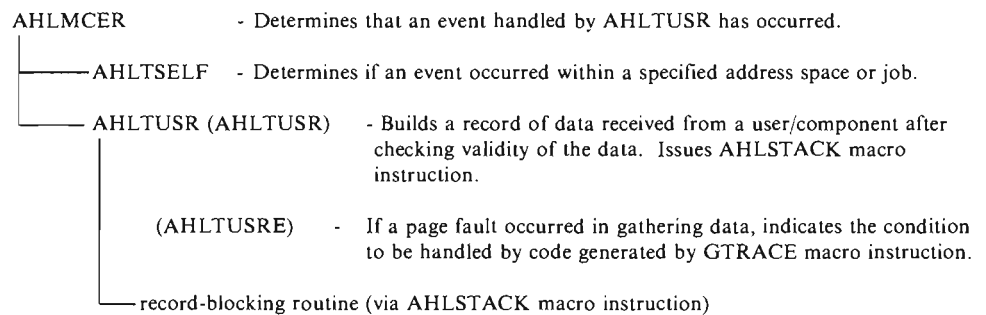 AHLMCER - Determines that an event handled by AHLTUSR has occurred.
AHLTSELF - Determines if an event occurred within a specified address space or job.
AHLTUSR (AHLTUSR) - Builds a record of data received from a user/component after
checking validity of the data. Issues AHLSTACK macro
instruction.
(AHLTUSRE) - If a page fault occurred in gathering data, indicates the condition
to be handled by code generated by GTRACE macro instruction.
record-blocking routine (via AHLSTACK macro instruction)